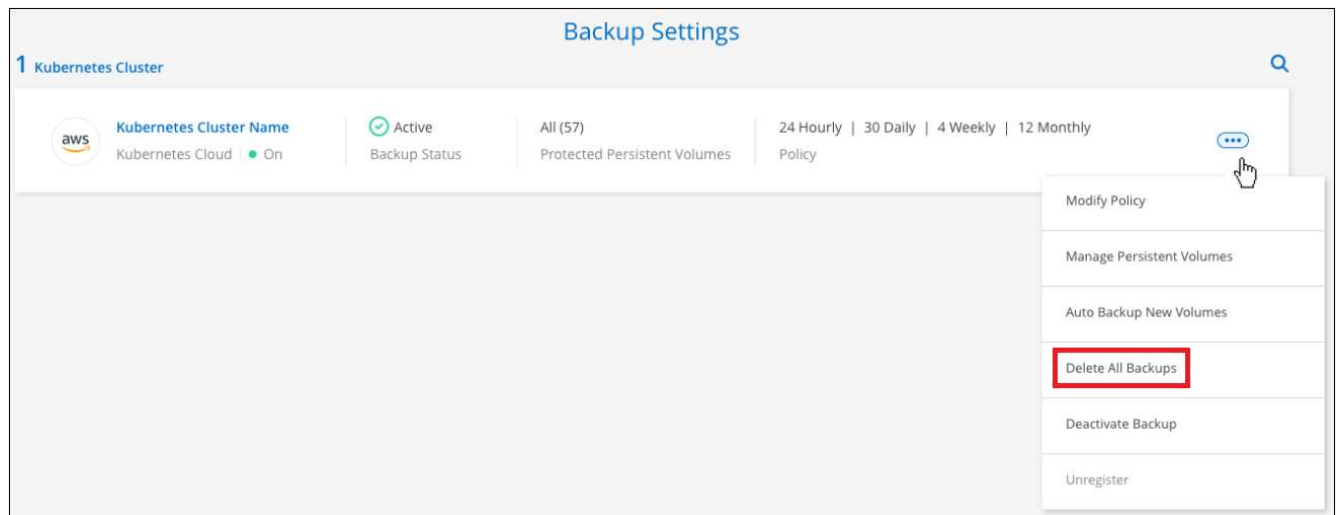 Backup Settings
1 Kubernetes Cluster
aws
Kubernetes Cluster Name
Active
All (57)
24 Hourly | 30 Daily | 4 Weekly | 12 Monthly
Kubernetes Cloud
On
Backup Status
Protected Persistent Volumes
Policy
Modify Policy
Manage Persistent Volumes
Auto Backup New Volumes
Delete All Backups
Deactivate Backup
Unregister